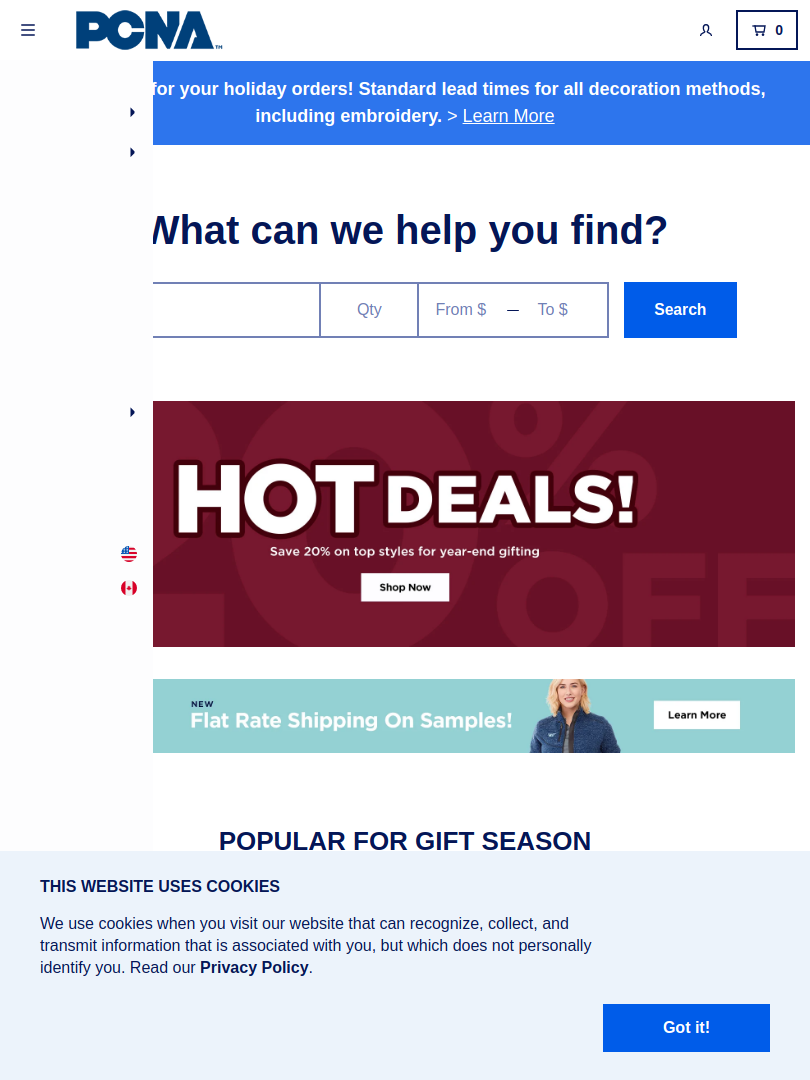 PCNA
0
for your holiday orders! Standard lead times for all decoration methods,
including embroidery. > Learn More
What can we help you find?
Qty
From $ — To $
Search
20%
OFF
HOT DEALS!
Save 20% on top styles for year-end gifting
Shop Now
NEW
Flat Rate Shipping On Samples!
Learn More
POPULAR FOR GIFT SEASON
THIS WEBSITE USES COOKIES
We use cookies when you visit our website that can recognize, collect, and
transmit information that is associated with you, but which does not personally
identify you. Read our Privacy Policy.
Got it!